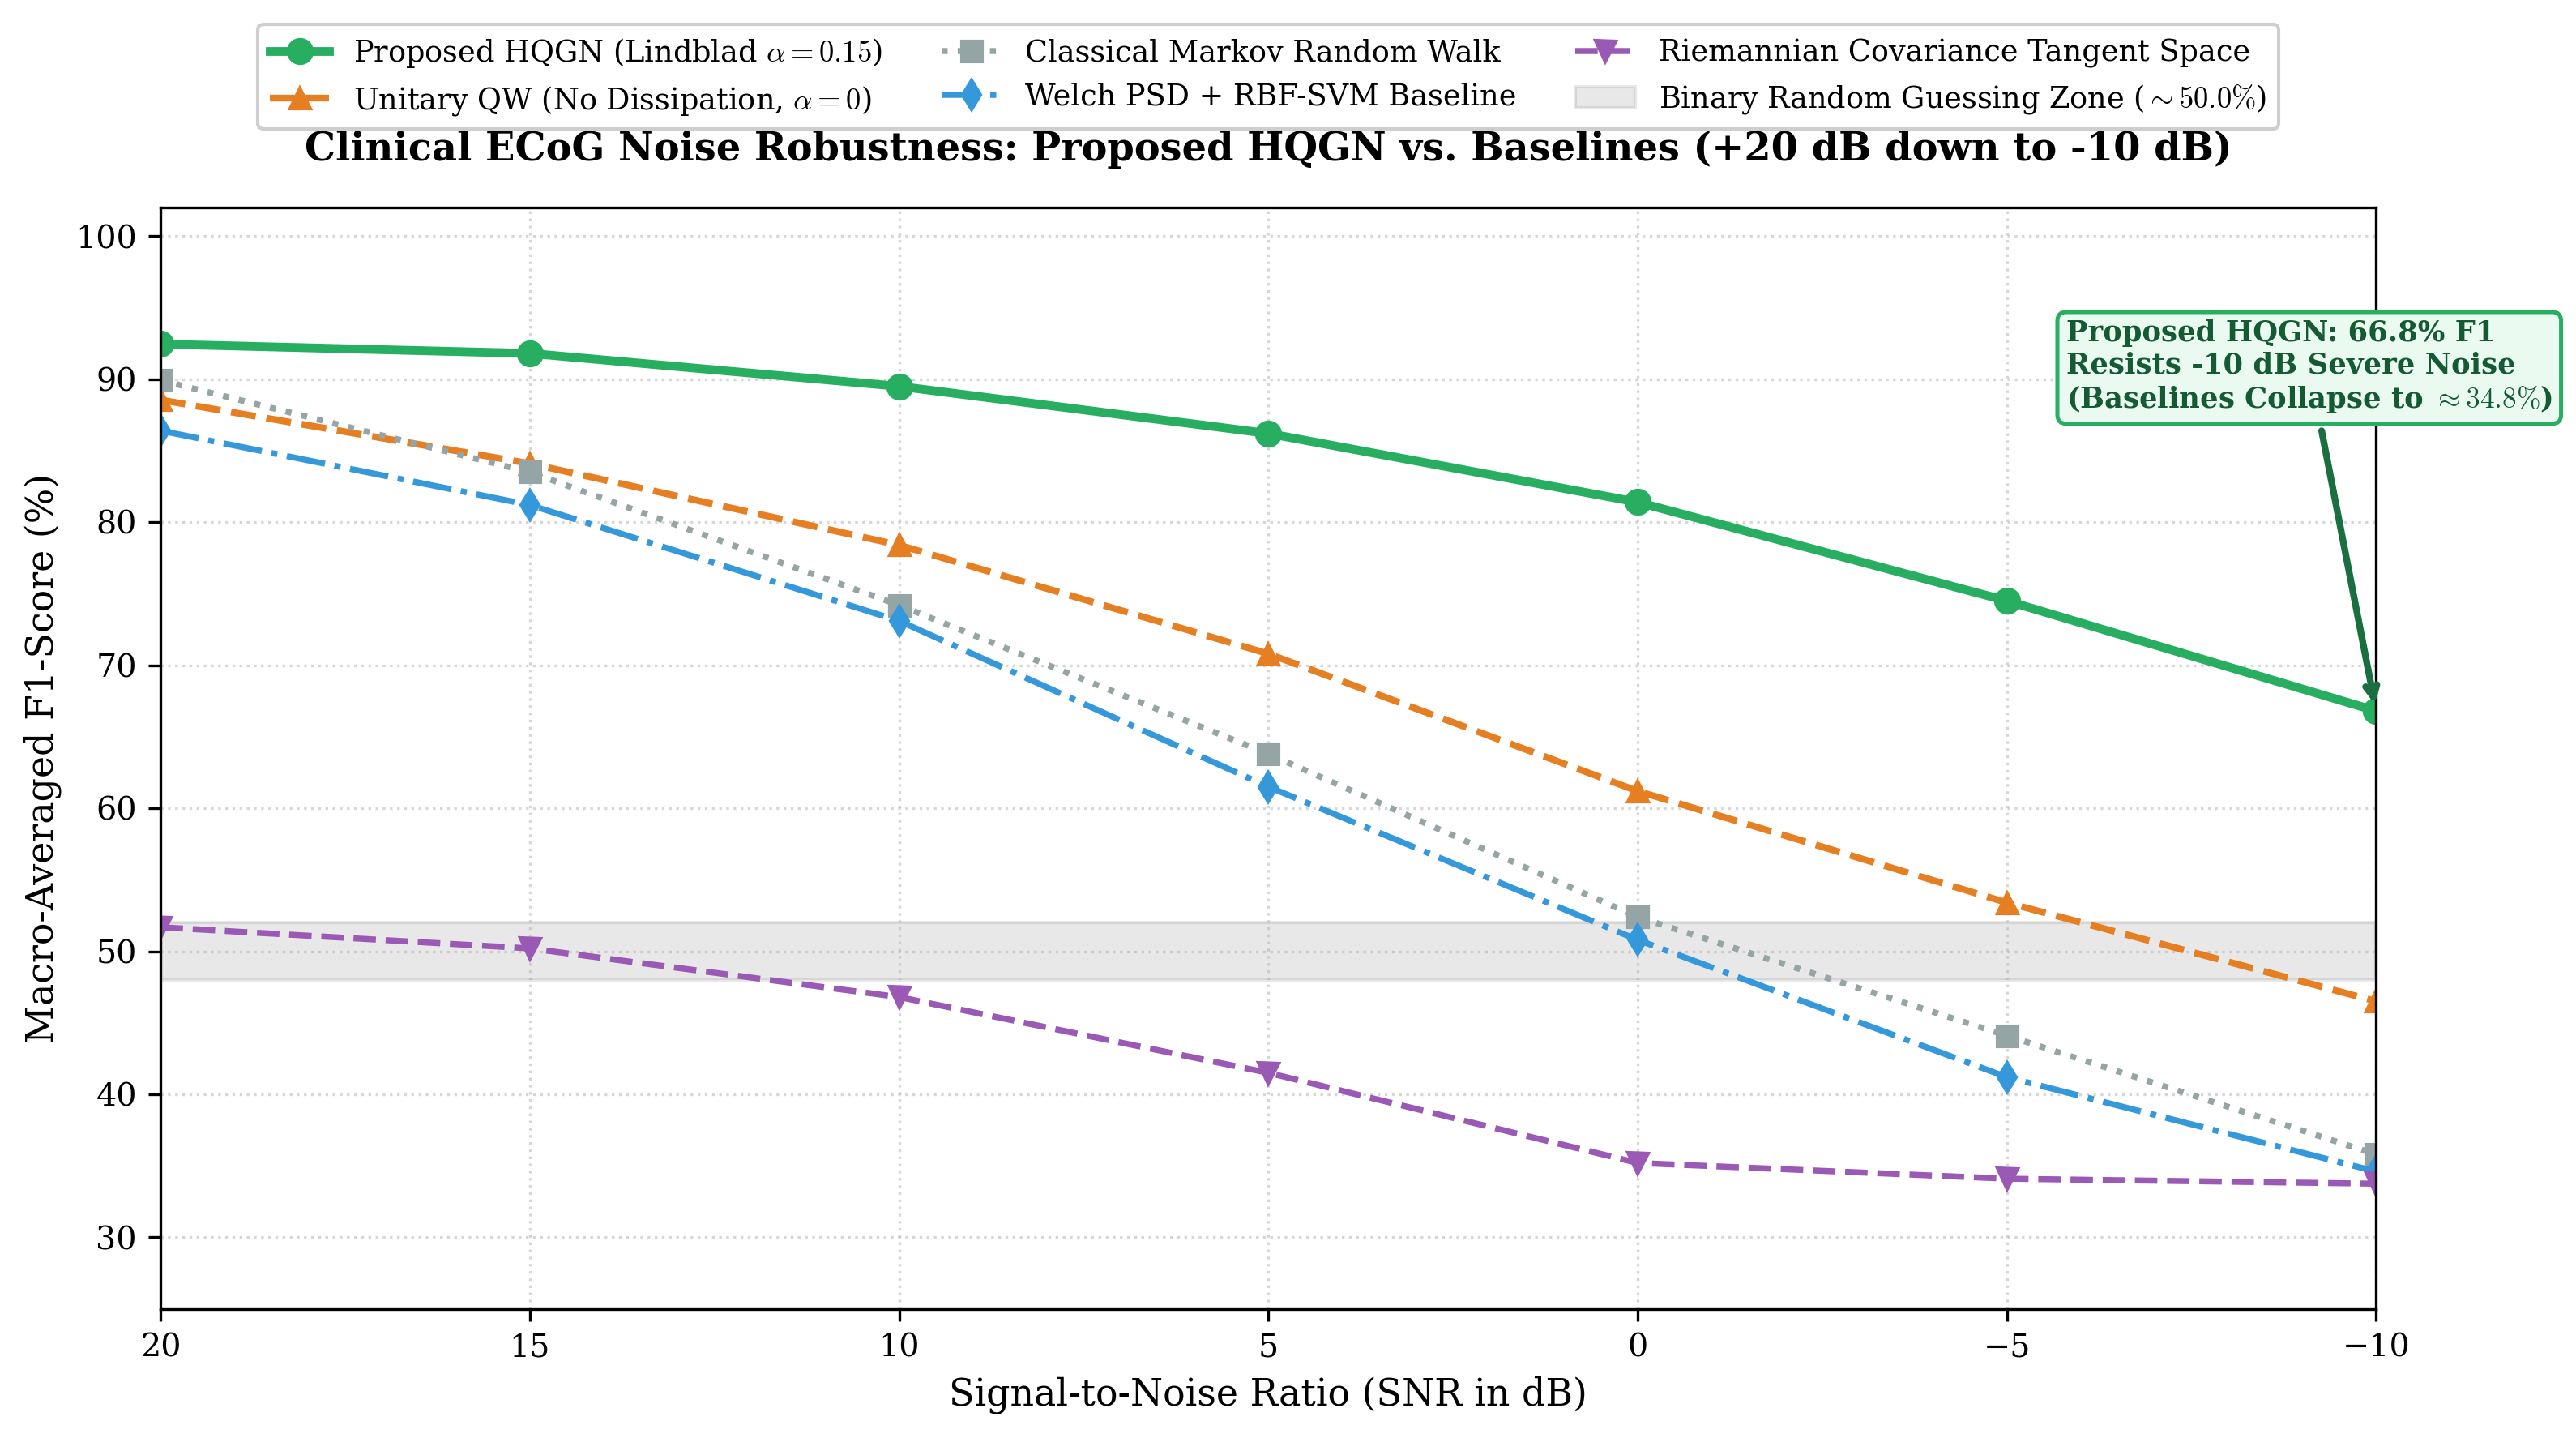 Proposed HQGN (Lindblad α = 0.15)
Unitary QW (No Dissipation, α = 0)
Classical Markov Random Walk
Welch PSD + RBF-SVM Baseline
Riemannian Covariance Tangent Space
Binary Random Guessing Zone (∼50.0%)
Clinical ECoG Noise Robustness: Proposed HQGN vs. Baselines (+20 dB down to -10 dB)
Macro-Averaged F1-Score (%)
100
90
80
70
60
50
40
30
Proposed HQGN: 66.8% F1
Resists -10 dB Severe Noise
(Baselines Collapse to ≈34.8%)
20 15 10 5 0 −5 −10
Signal-to-Noise Ratio (SNR in dB)